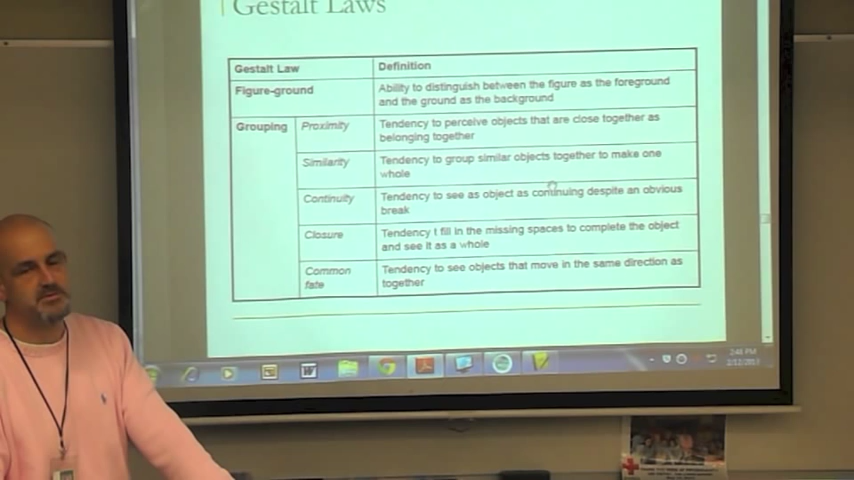 Gestalt Laws
Gestalt Law Definition
Figure-ground Ability to distinguish between the figure as the foreground
and the ground as the background
Grouping Proximity Tendency to perceive objects that are close together as
belonging together
Similarity Tendency to group similar objects together to make one
whole
Continuity Tendency to see as object as continuing despite an obvious
break
Closure Tendency t fill in the missing spaces to complete the object
and see it as a whole
Common Tendency to see objects that move in the same direction as
fate together
2:48 PM